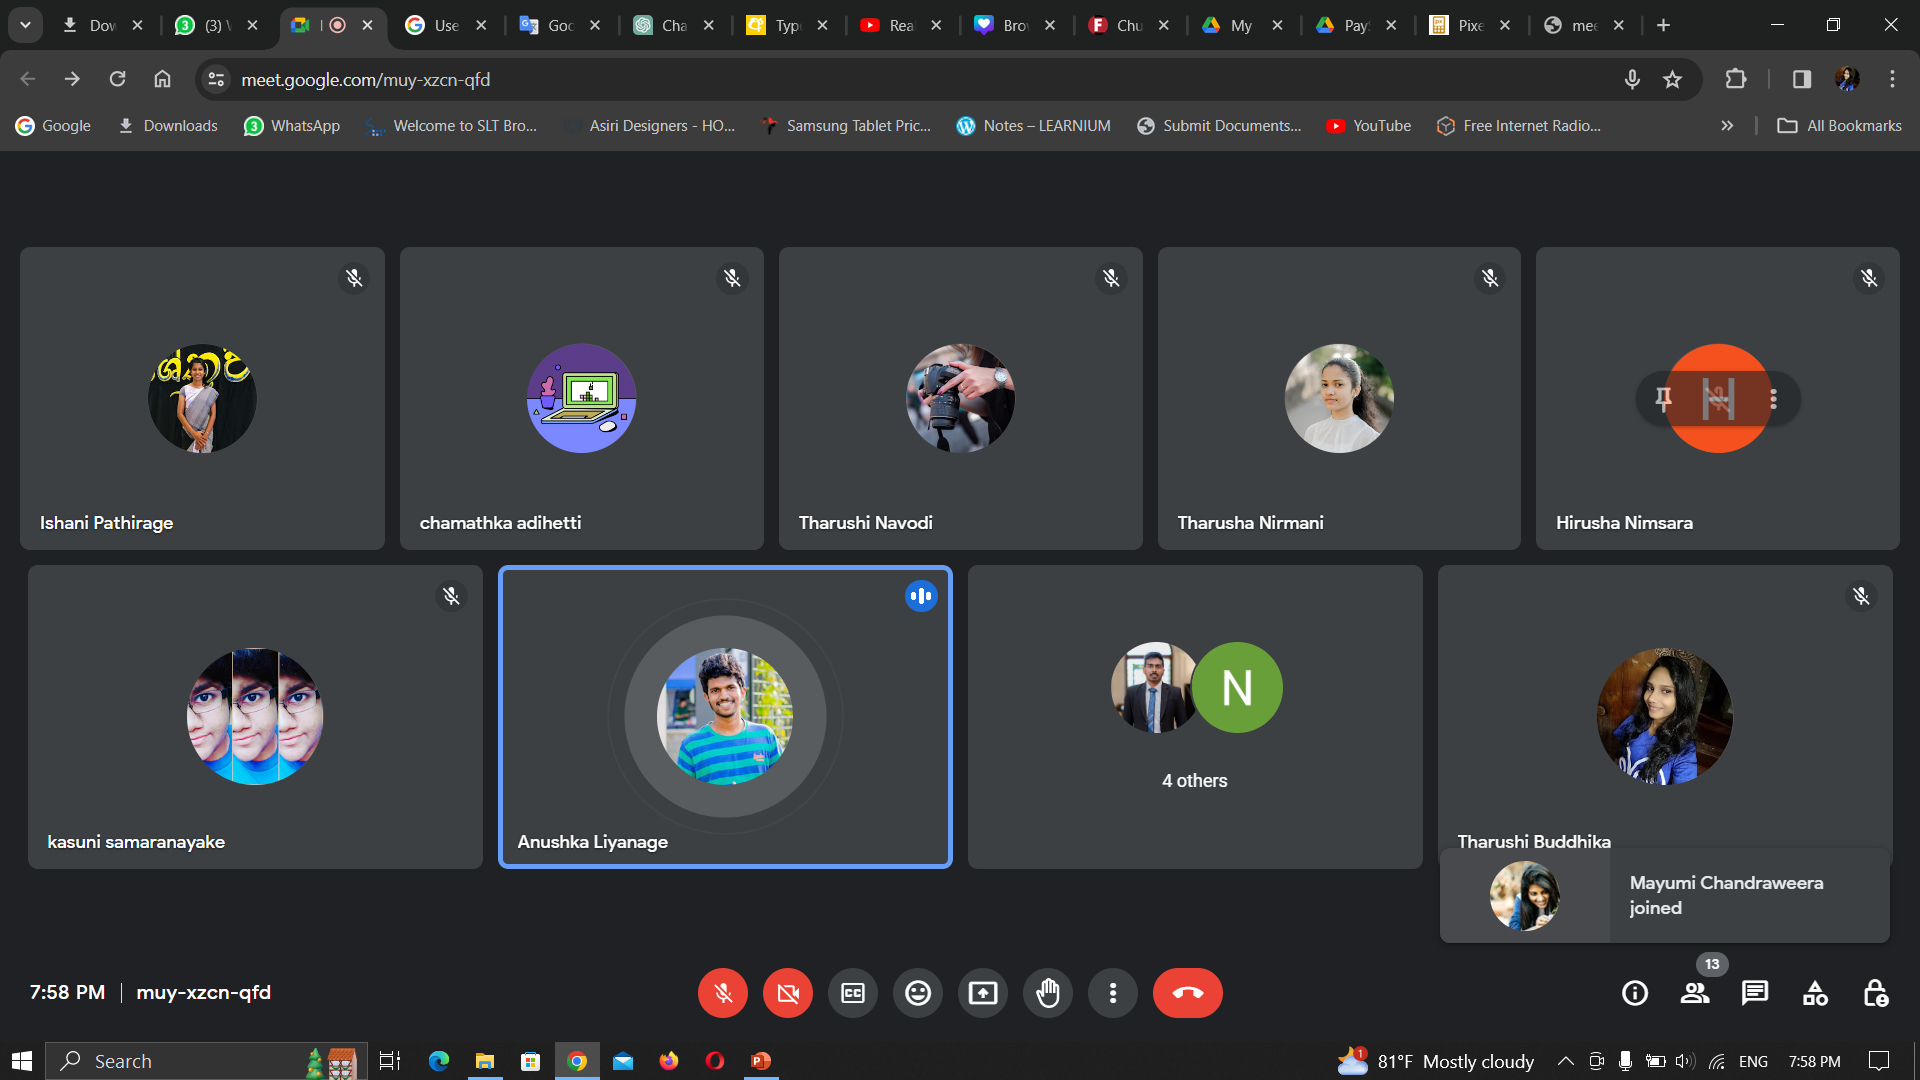 Dow
(3) W
Use
Goo
Cha
Typ
Rea
Bro
Chu
My
Pay
Pixe
mee
meet.google.com/muy-xzcn-qfd
Google
Downloads
WhatsApp
Welcome to SLT Bro...
Asiri Designers - HO...
Samsung Tablet Pric...
Notes – LEARNIUM
Submit Documents...
YouTube
Free Internet Radio...
All Bookmarks
Ishani Pathirage
chamathka adihetti
Tharushi Navodi
Tharusha Nirmani
H
Hirusha Nimsara
kasuni samaranayake
Anushka Liyanage
N
4 others
Tharushi Buddhika
Mayumi Chandraweera
joined
7:58 PM
muy-xzcn-qfd
CC
13
Search
1
81°F Mostly cloudy
ENG
7:58 PM